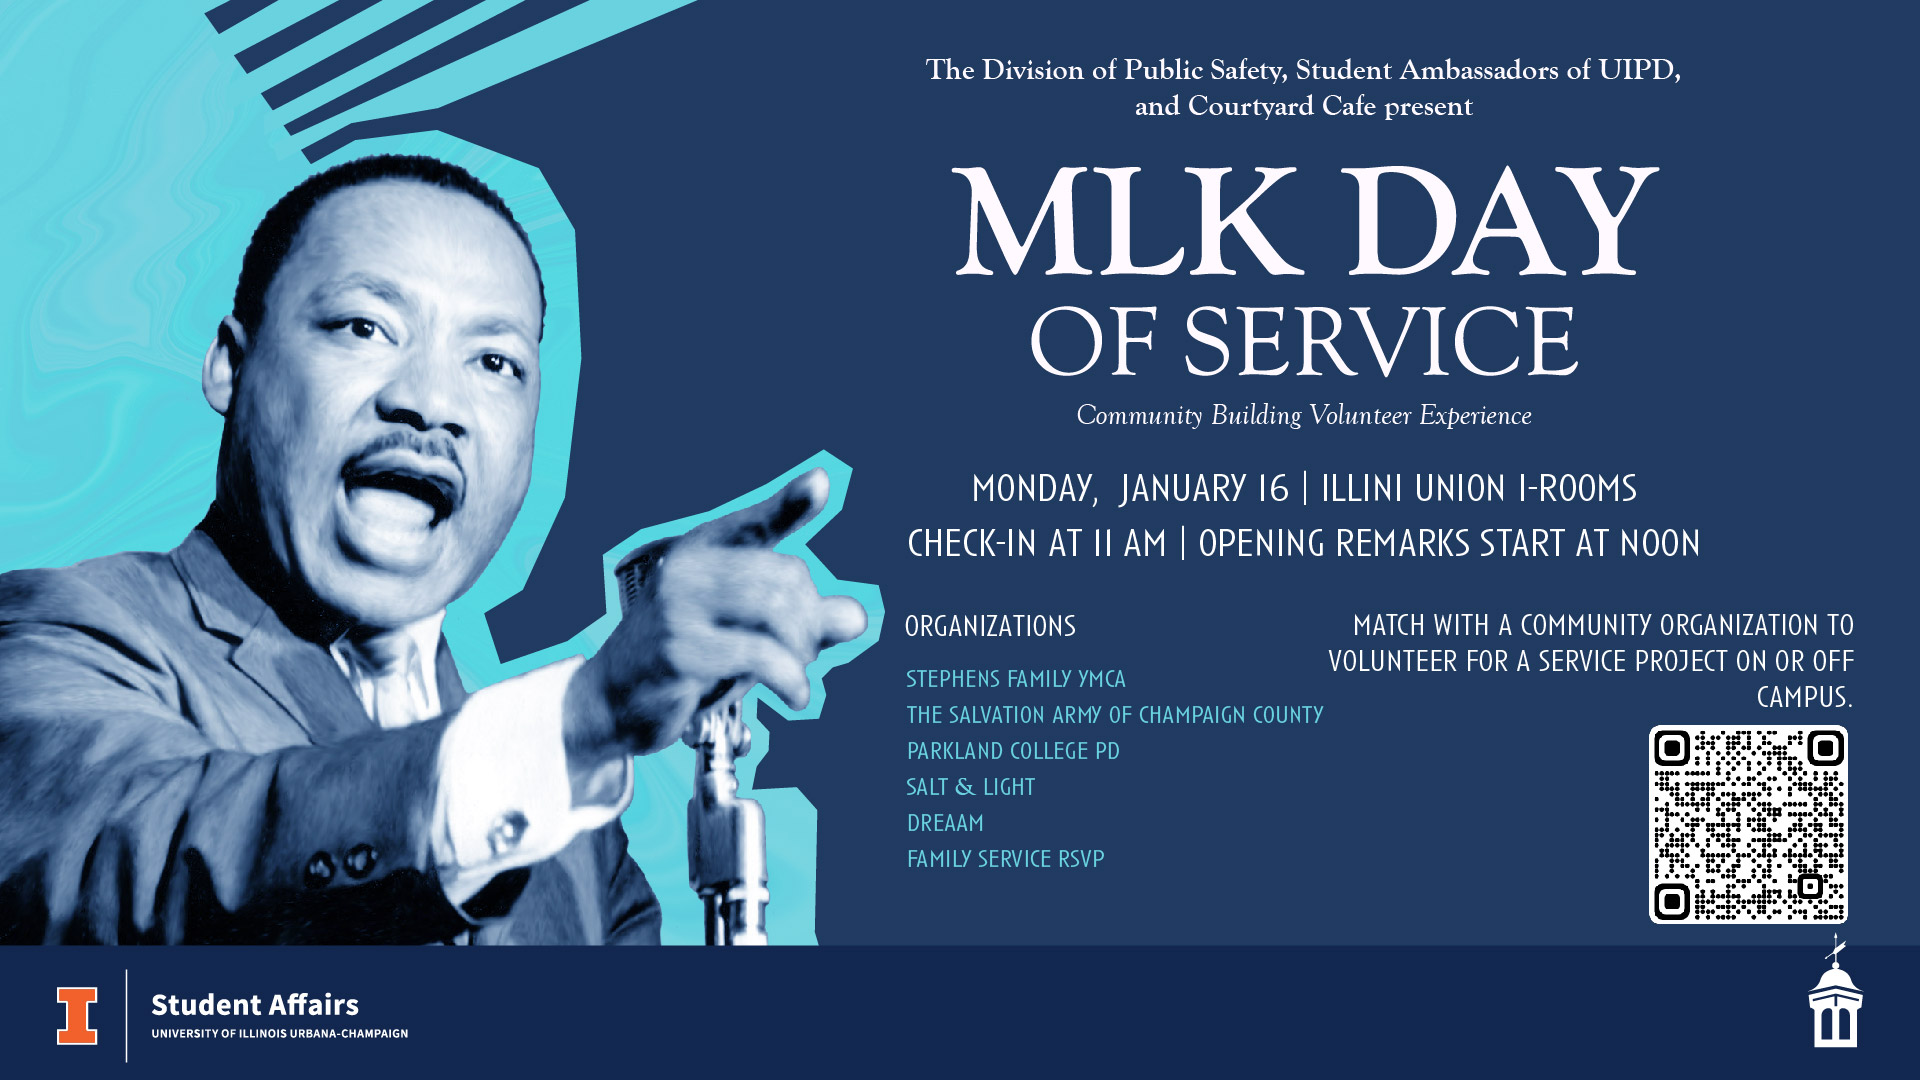 The Division of Public Safety, Student Ambassadors of UIPD,
and Courtyard Cafe present
MLK DAY
OF SERVICE
Community Building Volunteer Experience
MONDAY, JANUARY 16 | ILLINI UNION I-ROOMS
CHECK-IN AT 11 AM | OPENING REMARKS START AT NOON
ORGANIZATIONS
STEPHENS FAMILY YMCA
THE SALVATION ARMY OF CHAMPAIGN COUNTY
PARKLAND COLLEGE PD
SALT & LIGHT
DREAAM
FAMILY SERVICE RSVP
MATCH WITH A COMMUNITY ORGANIZATION TO
VOLUNTEER FOR A SERVICE PROJECT ON OR OFF
CAMPUS.
I
Student Affairs
UNIVERSITY OF ILLINOIS URBANA-CHAMPAIGN